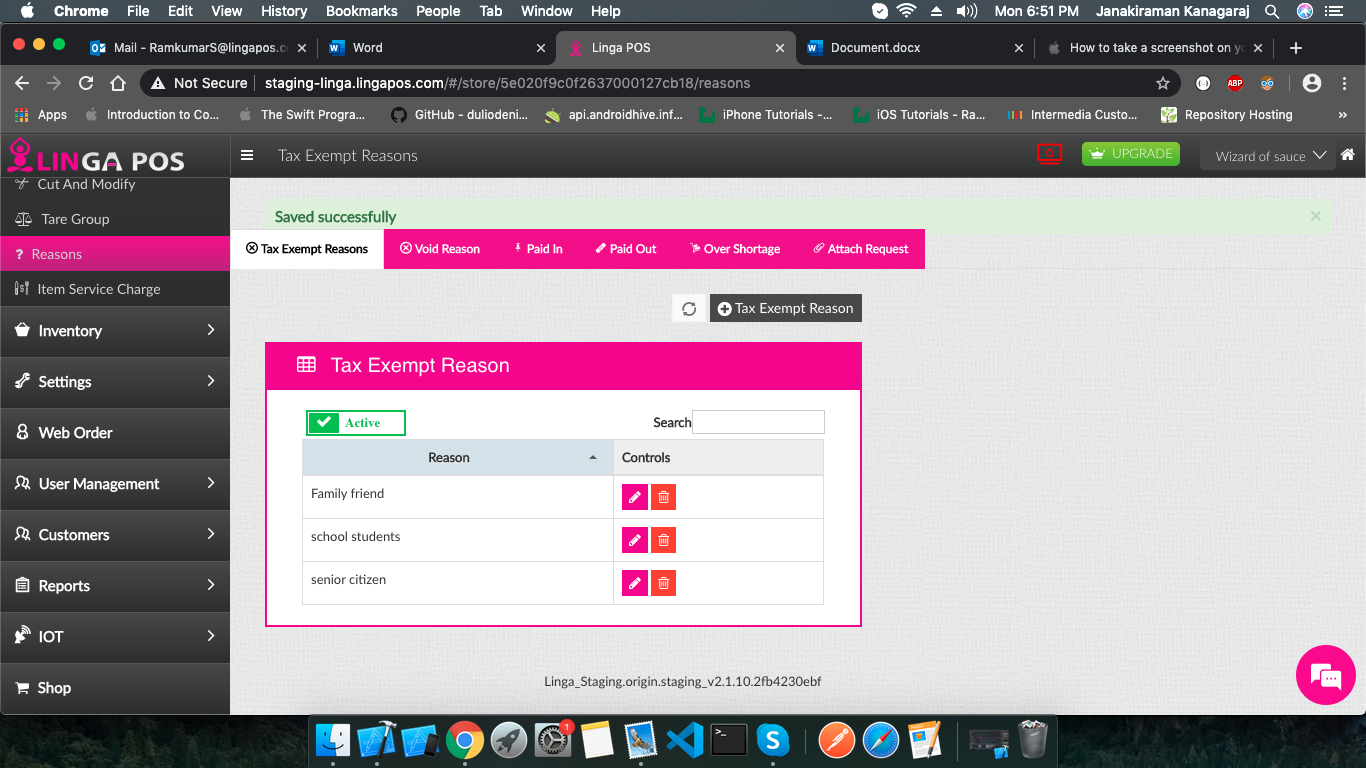 Chrome File Edit View History Bookmarks People Tab Window Help Mon 6:51 PM Janakiraman Kanagaraj
Mail - RamkumarS@lingapos.c Word Linga POS Document.docx How to take a screenshot on
Not Secure staging-linga.lingapos.com/#/store/5e020f9c0f2637000127cb18/reasons ABP
Apps Introduction to Co... The Swift Progra... GitHub - duliodeni... api.androidhive.inf... iPhone Tutorials -... iOS Tutorials - Ra... Intermedia Custo... Repository Hosting »
LINGA POS Tax Exempt Reasons UPGRADE Wizard of sauce
Cut And Modify
Tare Group
? Reasons
Item Service Charge
Inventory
Settings
Web Order
User Management
Customers
Reports
IOT
Shop
Saved successfully ×
Tax Exempt Reasons Void Reason Paid In Paid Out Over Shortage Attach Request
Tax Exempt Reason
Tax Exempt Reason
Active Search
Reason Controls
Family friend
school students
senior citizen
Linga_Staging.origin.staging_v2.1.10.2fb4230ebf
1